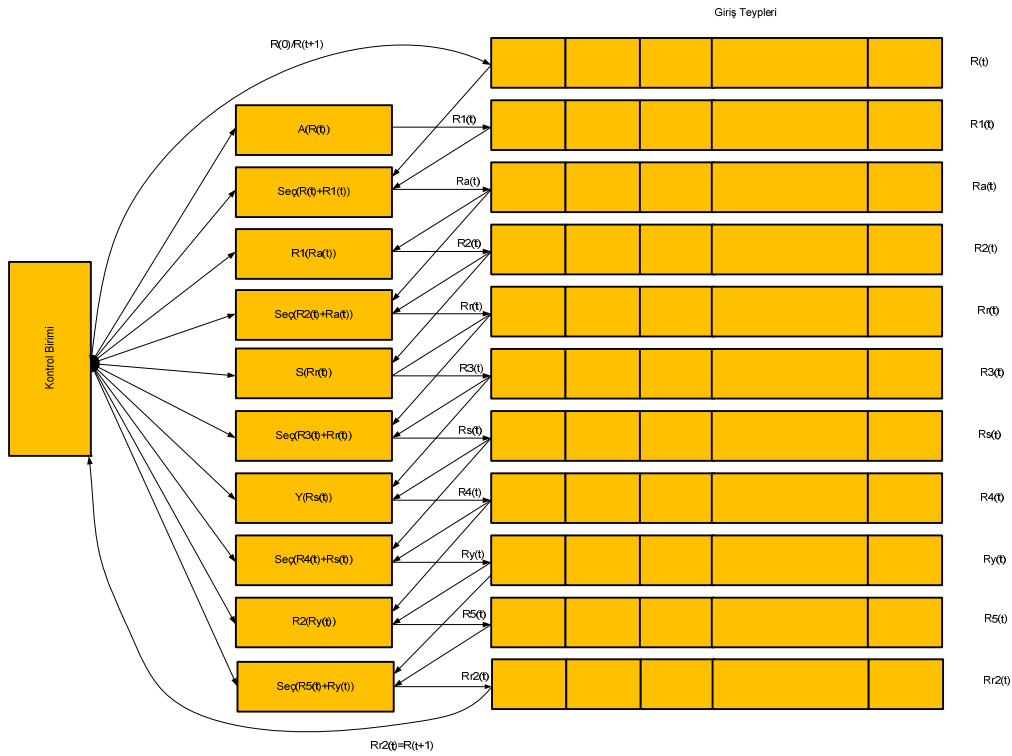 Giriş Teypleri
R(0)/R(t+1)
R(t)
A(R(t))
R1(t)
R1(t)
Seç(R(t)+R1(t))
Ra(t)
Ra(t)
R1(Ra(t))
R2(t)
R2(t)
Seç(R2(t)+Ra(t))
Rr(t)
Rr(t)
Kontrol Birimi
S(Rr(t))
R3(t)
R3(t)
Seç(R3(t)+Rr(t))
Rs(t)
Rs(t)
Y(Rs(t))
R4(t)
R4(t)
Seç(R4(t)+Rs(t))
Ry(t)
Ry(t)
R2(Ry(t))
R5(t)
R5(t)
Seç(R5(t)+Ry(t))
Rr2(t)
Rr2(t)
Rr2(t)=R(t+1)